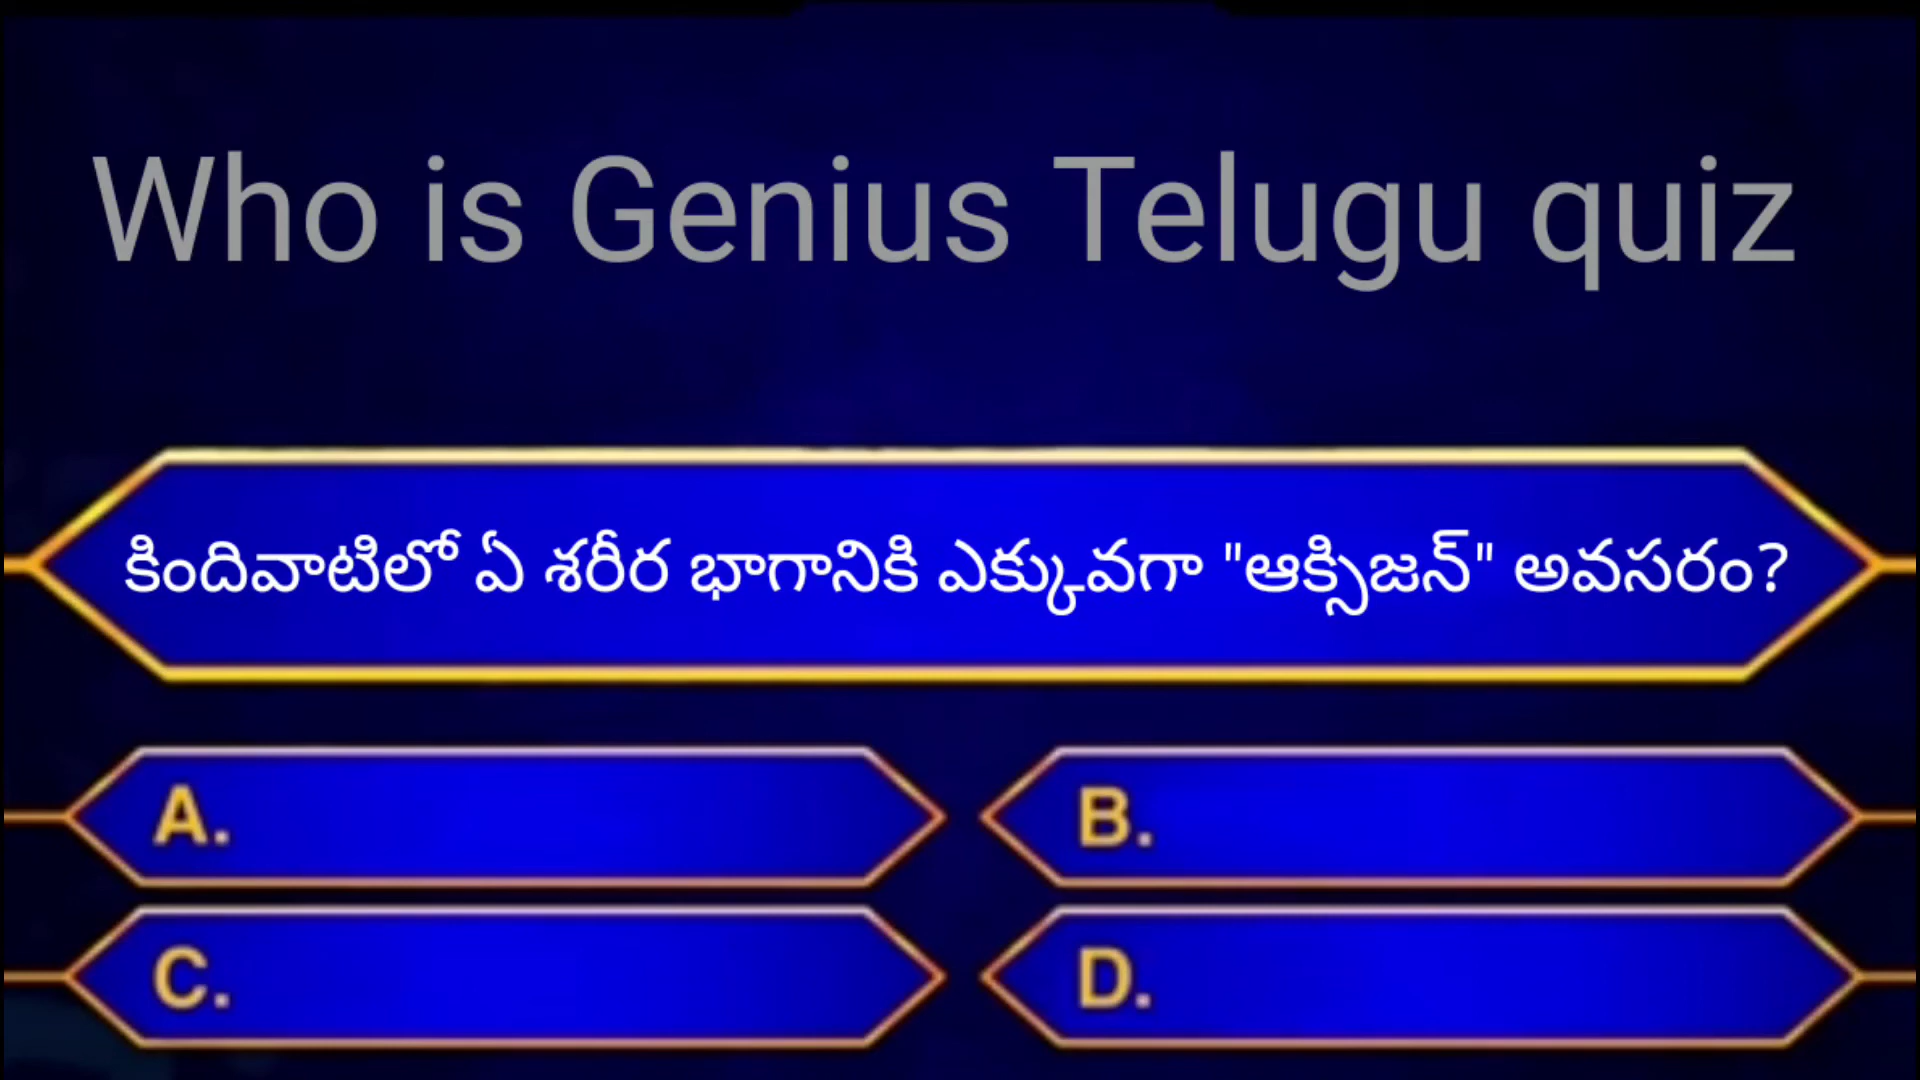 Who is Genius Telugu quiz
కిందివాటిలో ఏ శరీర భాగానికి ఎక్కువగా "ఆక్సిజన్" అవసరం?
A.
B.
C.
D.